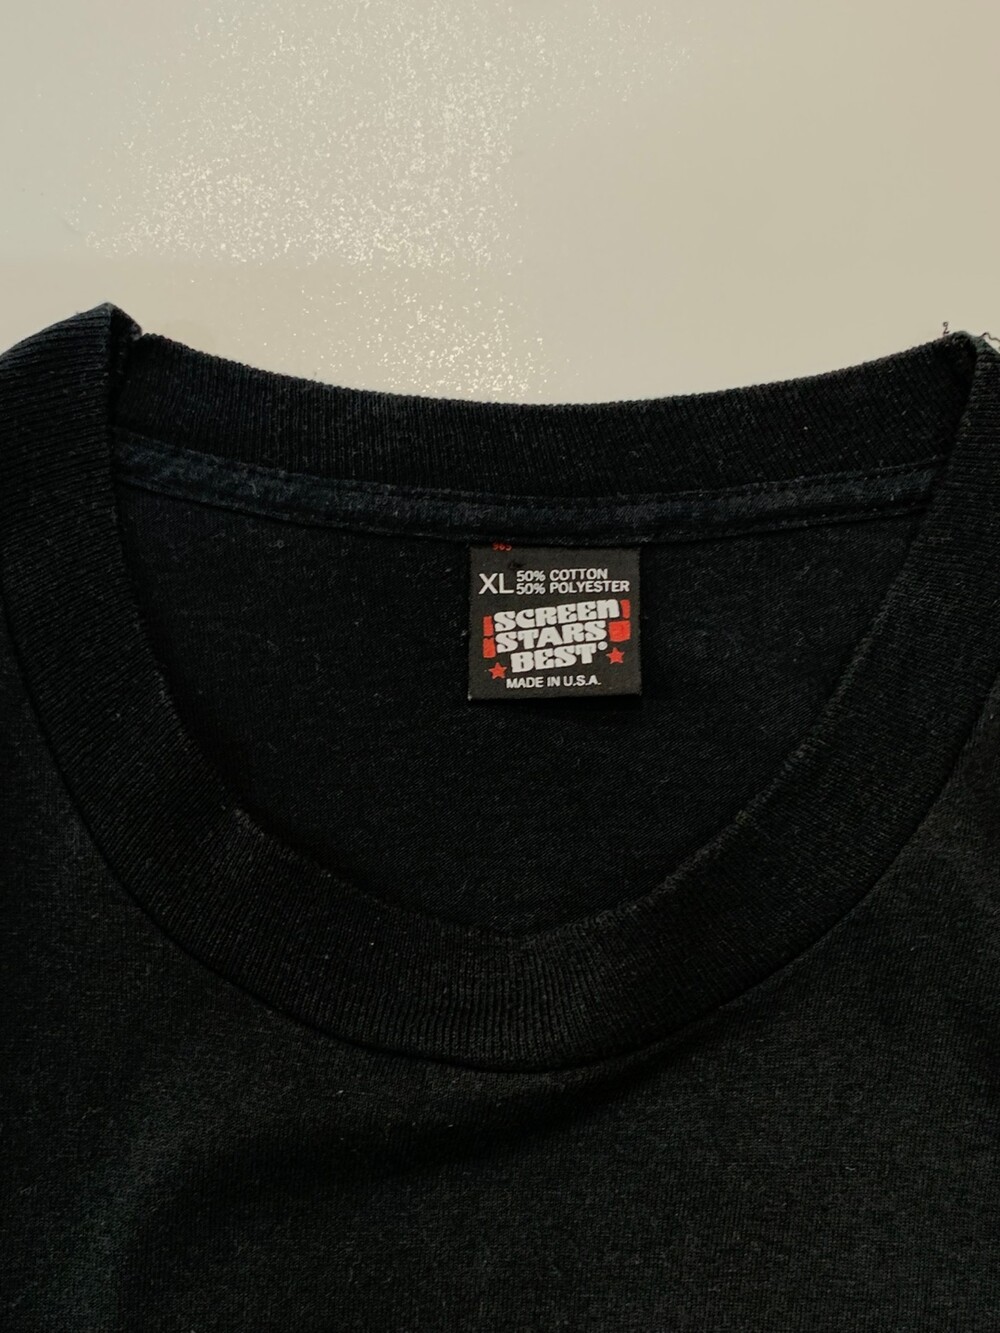 XL 50% COTTON
50% POLYESTER
SCREEN
STARS
BEST®
MADE IN U.S.A.